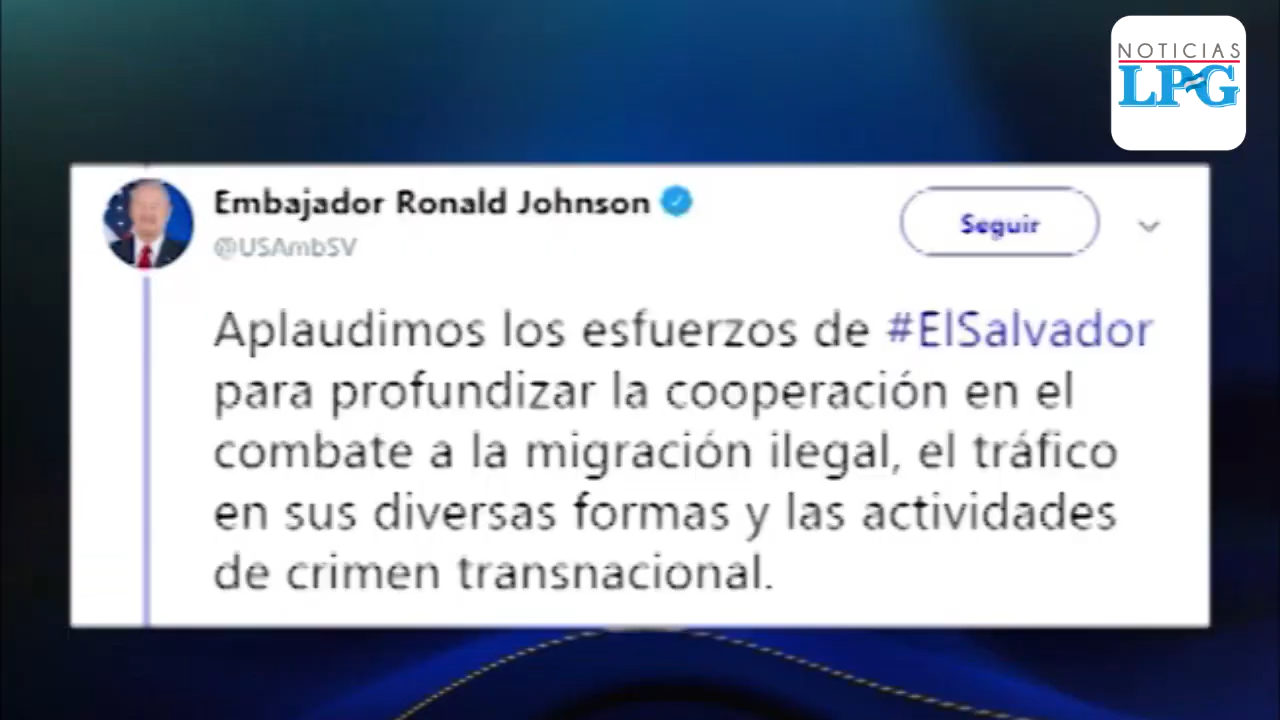 NOTICIAS
LPG
Embajador Ronald Johnson
@USAmbSV
Seguir
Aplaudimos los esfuerzos de #ElSalvador
para profundizar la cooperación en el
combate a la migración ilegal, el tráfico
en sus diversas formas y las actividades
de crimen transnacional.